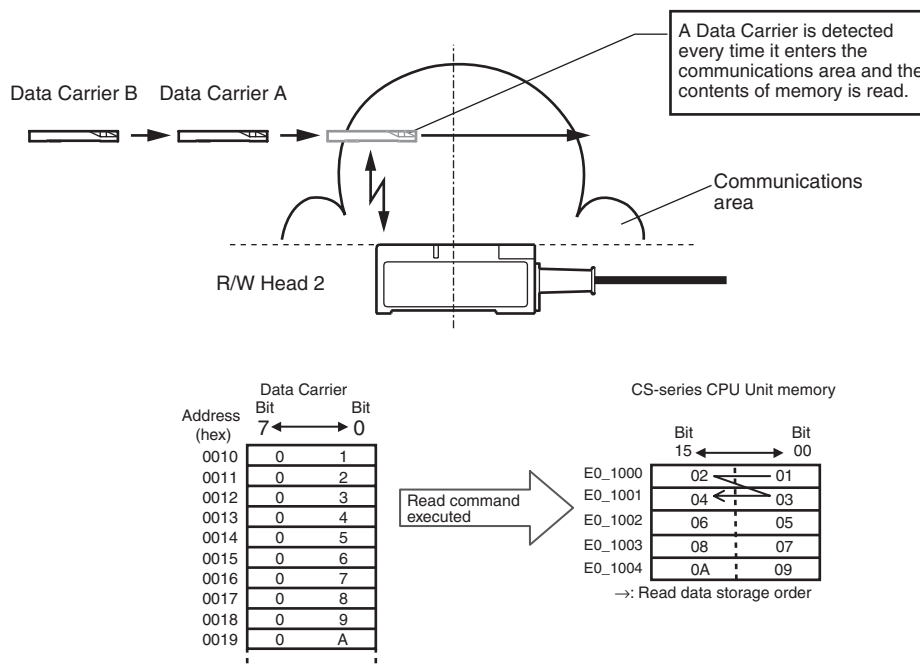 A Data Carrier is detected
every time it enters the
communications area and the
contents of memory is read.
Data Carrier B Data Carrier A
Communications
area
R/W Head 2
Data Carrier
Address
(hex)
Bit Bit
7 0
0010 0 1
0011 0 2
0012 0 3
0013 0 4
0014 0 5
0015 0 6
0016 0 7
0017 0 8
0018 0 9
0019 0 A
Read command
executed
CS-series CPU Unit memory
Bit Bit
15 00
E0_1000 02 01
E0_1001 04 03
E0_1002 06 05
E0_1003 08 07
E0_1004 0A 09
→: Read data storage order